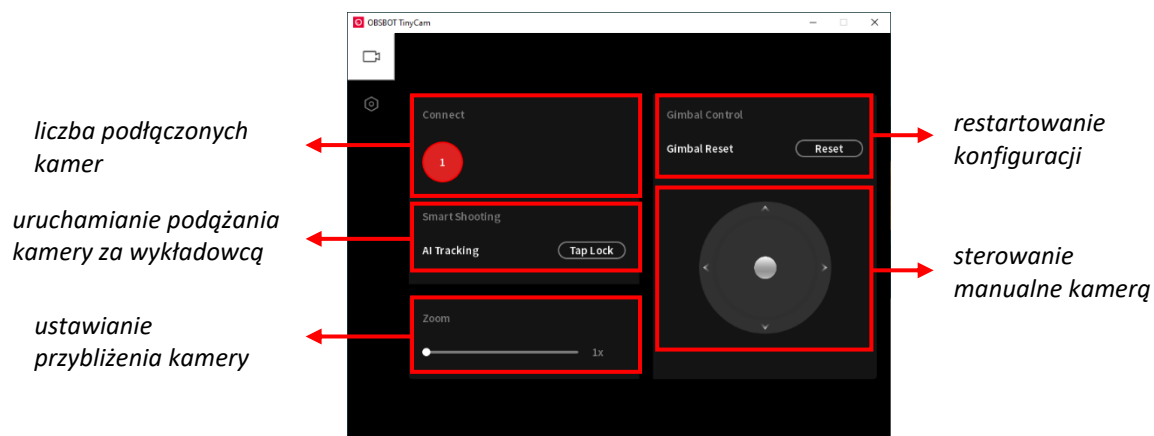 OBSBOT TinyCam
liczba podłączonych
kamer
uruchamianie podążania
kamery za wykładowcą
ustawianie
przybliżenia kamery
Connect
1
Smart Shooting
AI Tracking
Tap Lock
Zoom
1x
Gimbal Control
Gimbal Reset
Reset
restartowanie
konfiguracji
sterowanie
manualne kamerą